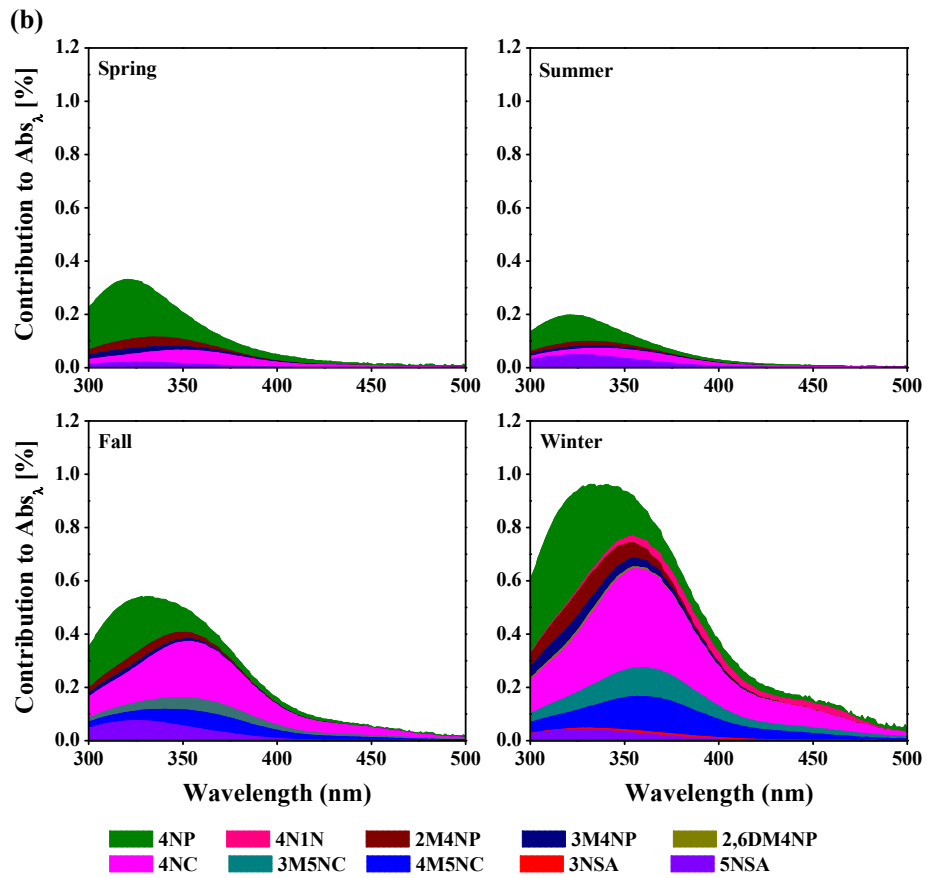 (b)
Contribution to Absλ [%]
1.2
1.0
0.8
0.6
0.4
0.2
0.0
Spring
300 350 400 450 500
1.2
1.0
0.8
0.6
0.4
0.2
0.0
Summer
300 350 400 450 500
Contribution to Absλ [%]
1.2
1.0
0.8
0.6
0.4
0.2
0.0
Fall
300 350 400 450 500
Wavelength (nm)
1.2
1.0
0.8
0.6
0.4
0.2
0.0
Winter
300 350 400 450 500
Wavelength (nm)
4NP 4N1N 2M4NP 3M4NP 2,6DM4NP
4NC 3M5NC 4M5NC 3NSA 5NSA